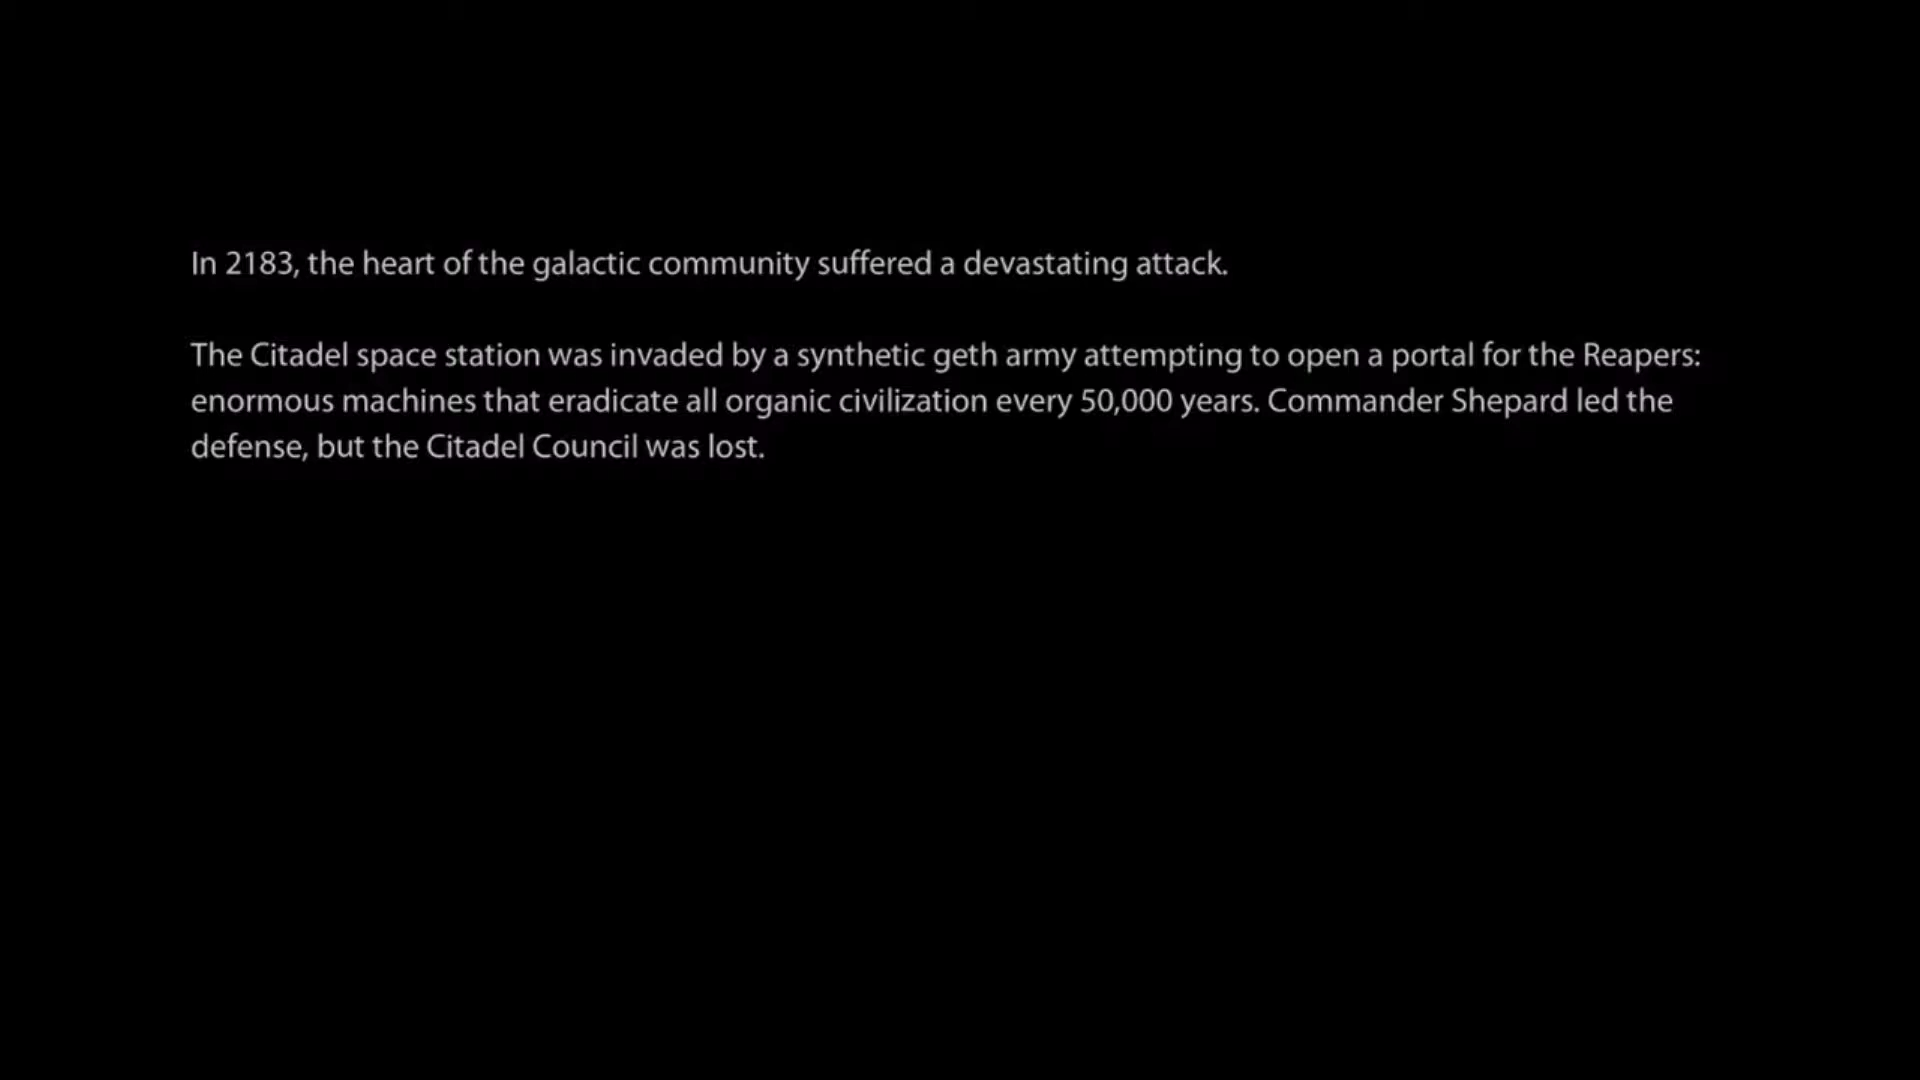 In 2183, the heart of the galactic community suffered a devastating attack.
The Citadel space station was invaded by a synthetic geth army attempting to open a portal for the Reapers:
enormous machines that eradicate all organic civilization every 50,000 years. Commander Shepard led the
defense, but the Citadel Council was lost.